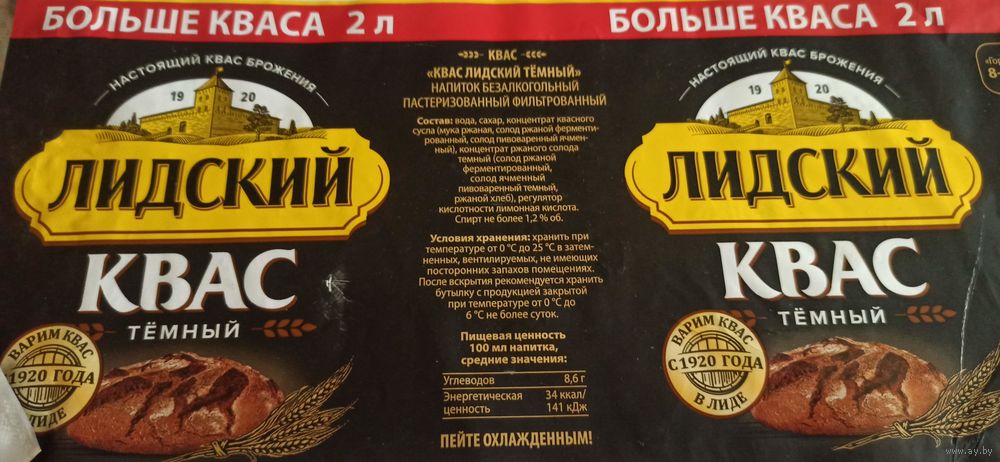 БОЛЬШЕ КВАСА 2 л
НАСТОЯЩИЙ КВАС БРОЖЕНИЯ
19 20
ЛИДСКИЙ
КВАС
ТЁМНЫЙ
ВАРИМ КВАС
С 1920 ГОДА
В ЛИДЕ
КВАС
«КВАС ЛИДСКИЙ ТЁМНЫЙ»
НАПИТОК БЕЗАЛКОГОЛЬНЫЙ
ПАСТЕРИЗОВАННЫЙ ФИЛЬТРОВАННЫЙ
Состав: вода, сахар, концентрат квасного
сусла (мука ржаная, солод ржаной ферменти-
рованный, солод пивоваренный ячмен-
ный), концентрат ржаного солода
темный (солод ржаной
ферментированный,
солод ячменный
пивоваренный темный,
ржаной хлеб), регулятор
кислотности лимонная кислота.
Спирт не более 1,2 % об.
Условия хранения: хранить при
температуре от 0 °С до 25 °С в затем-
ненных, вентилируемых, не имеющих
посторонних запахов помещениях.
После вскрытия рекомендуется хранить
бутылку с продукцией закрытой
при температуре от 0 °С до
6 °С не более суток.
Пищевая ценность
100 мл напитка,
средние значения:
Углеводов 8,6 г
Энергетическая 34 ккал/
ценность 141 кДж
ПЕЙТЕ ОХЛАЖДЕННЫМ!
БОЛЬШЕ КВАСА 2 л
НАСТОЯЩИЙ КВАС БРОЖЕНИЯ
19 20
ЛИДСКИЙ
КВАС
ТЁМНЫЙ
ВАРИМ КВАС
С 1920 ГОДА
В ЛИДЕ
www.ay.by